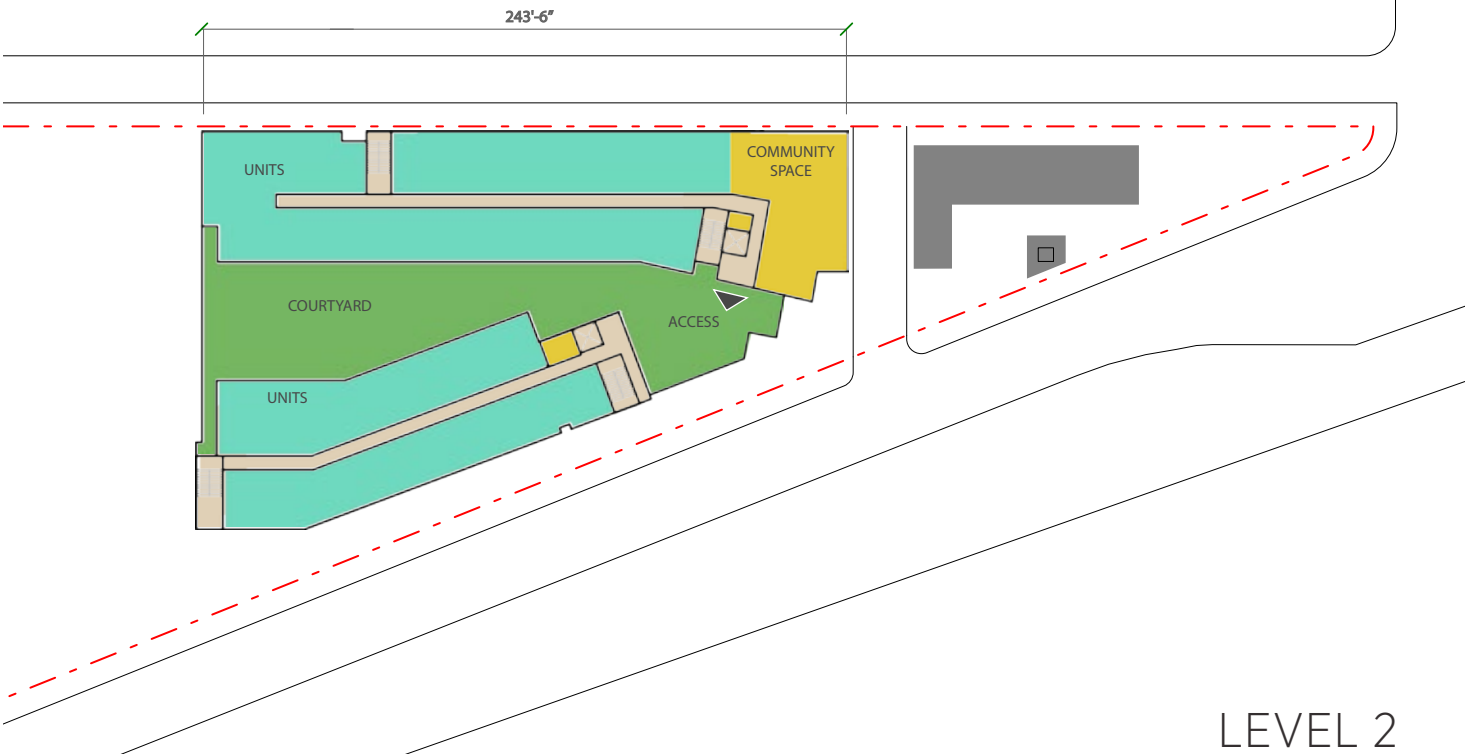 243'-6"
UNITS
COMMUNITY
SPACE
COURTYARD
ACCESS
UNITS
LEVEL 2